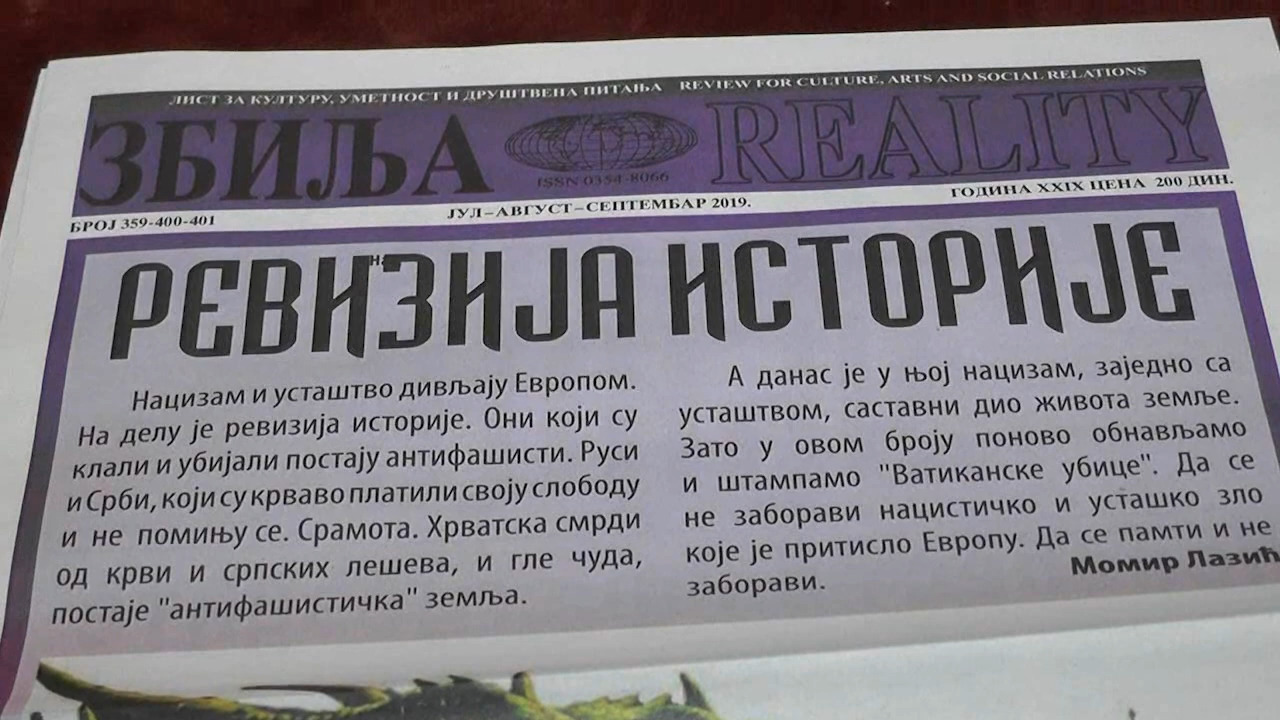 ЛИСТ ЗА КУЛТУРУ, УМЕТНОСТ И ДРУШТВЕНА ПИТАЊА REVIEW FOR CULTURE, ARTS AND SOCIAL RELATIONS
ЗБИЉА REALITY
ISSN 0354-8066
БРОЈ 359-400-401 ЈУЛ–АВГУСТ–СЕПТЕМБАР 2019. ГОДИНА XXIX ЦЕНА 200 ДИН.
на
РЕВИЗИЈА ИСТОРИЈЕ
Нацизам и усташтво дивљају Европом.
На делу је ревизија историје. Они који су
клали и убијали постају антифашисти. Руси
и Срби, који су крваво платили своју слободу
и не помињу се. Срамота. Хрватска смрди
од крви и српских лешева, и гле чуда,
постаје "антифашистичка" земља.
А данас је у њој нацизам, заједно са
усташтвом, саставни дио живота земље.
Зато у овом броју поново обнављамо
и штампамо "Ватиканске убице". Да се
не заборави нацистичко и усташко зло
које је притисло Европу. Да се памти и не
заборави.
Момир Лазић